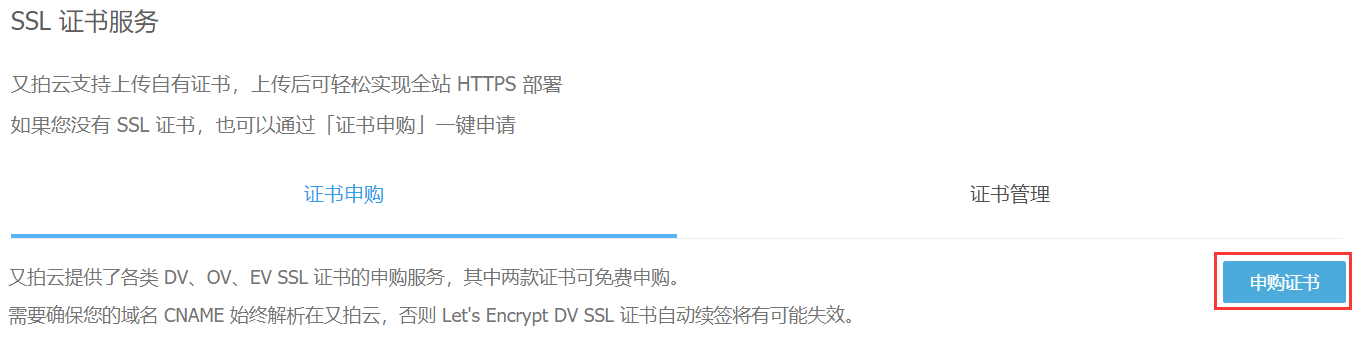 SSL 证书服务
又拍云支持上传自有证书，上传后可轻松实现全站 HTTPS 部署
如果您没有 SSL 证书，也可以通过「证书申购」一键申请
证书申购
证书管理
又拍云提供了各类 DV、OV、EV SSL 证书的申购服务，其中两款证书可免费申购。
申购证书
需要确保您的域名 CNAME 始终解析在又拍云，否则 Let's Encrypt DV SSL 证书自动续签将有可能失效。